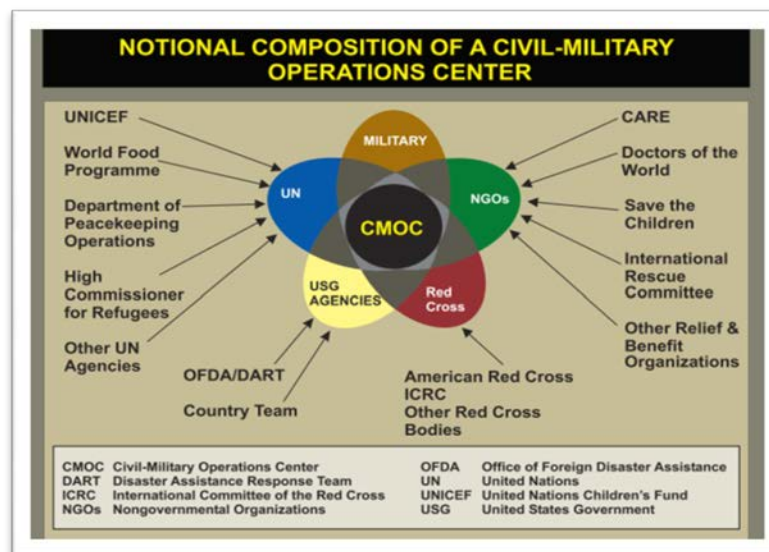 NOTIONAL COMPOSITION OF A CIVIL-MILITARY
OPERATIONS CENTER
UNICEF
World Food
Programme
Department of
Peacekeeping
Operations
High
Commissioner
for Refugees
Other UN
Agencies
MILITARY
UN
NGOs
CMOC
USG
AGENCIES
Red
Cross
CARE
Doctors of the
World
Save the
Children
International
Rescue
Committee
Other Relief &
Benefit
Organizations
OFDA/DART
Country Team
American Red Cross
ICRC
Other Red Cross
Bodies
CMOC Civil-Military Operations Center
DART Disaster Assistance Response Team
ICRC International Committee of the Red Cross
NGOs Nongovernmental Organizations
OFDA Office of Foreign Disaster Assistance
UN United Nations
UNICEF United Nations Children's Fund
USG United States Government